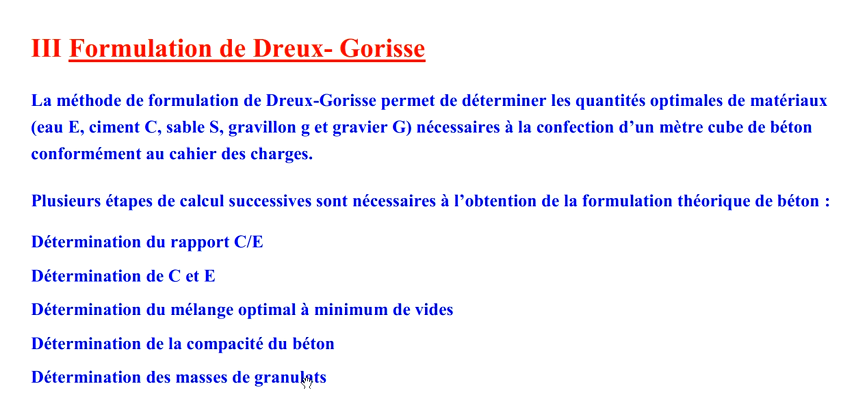 III Formulation de Dreux- Gorisse
La méthode de formulation de Dreux-Gorisse permet de déterminer les quantités optimales de matériaux
(eau E, ciment C, sable S, gravillon g et gravier G) nécessaires à la confection d’un mètre cube de béton
conformément au cahier des charges.
Plusieurs étapes de calcul successives sont nécessaires à l’obtention de la formulation théorique de béton :
Détermination du rapport C/E
Détermination de C et E
Détermination du mélange optimal à minimum de vides
Détermination de la compacité du béton
Détermination des masses de granulats